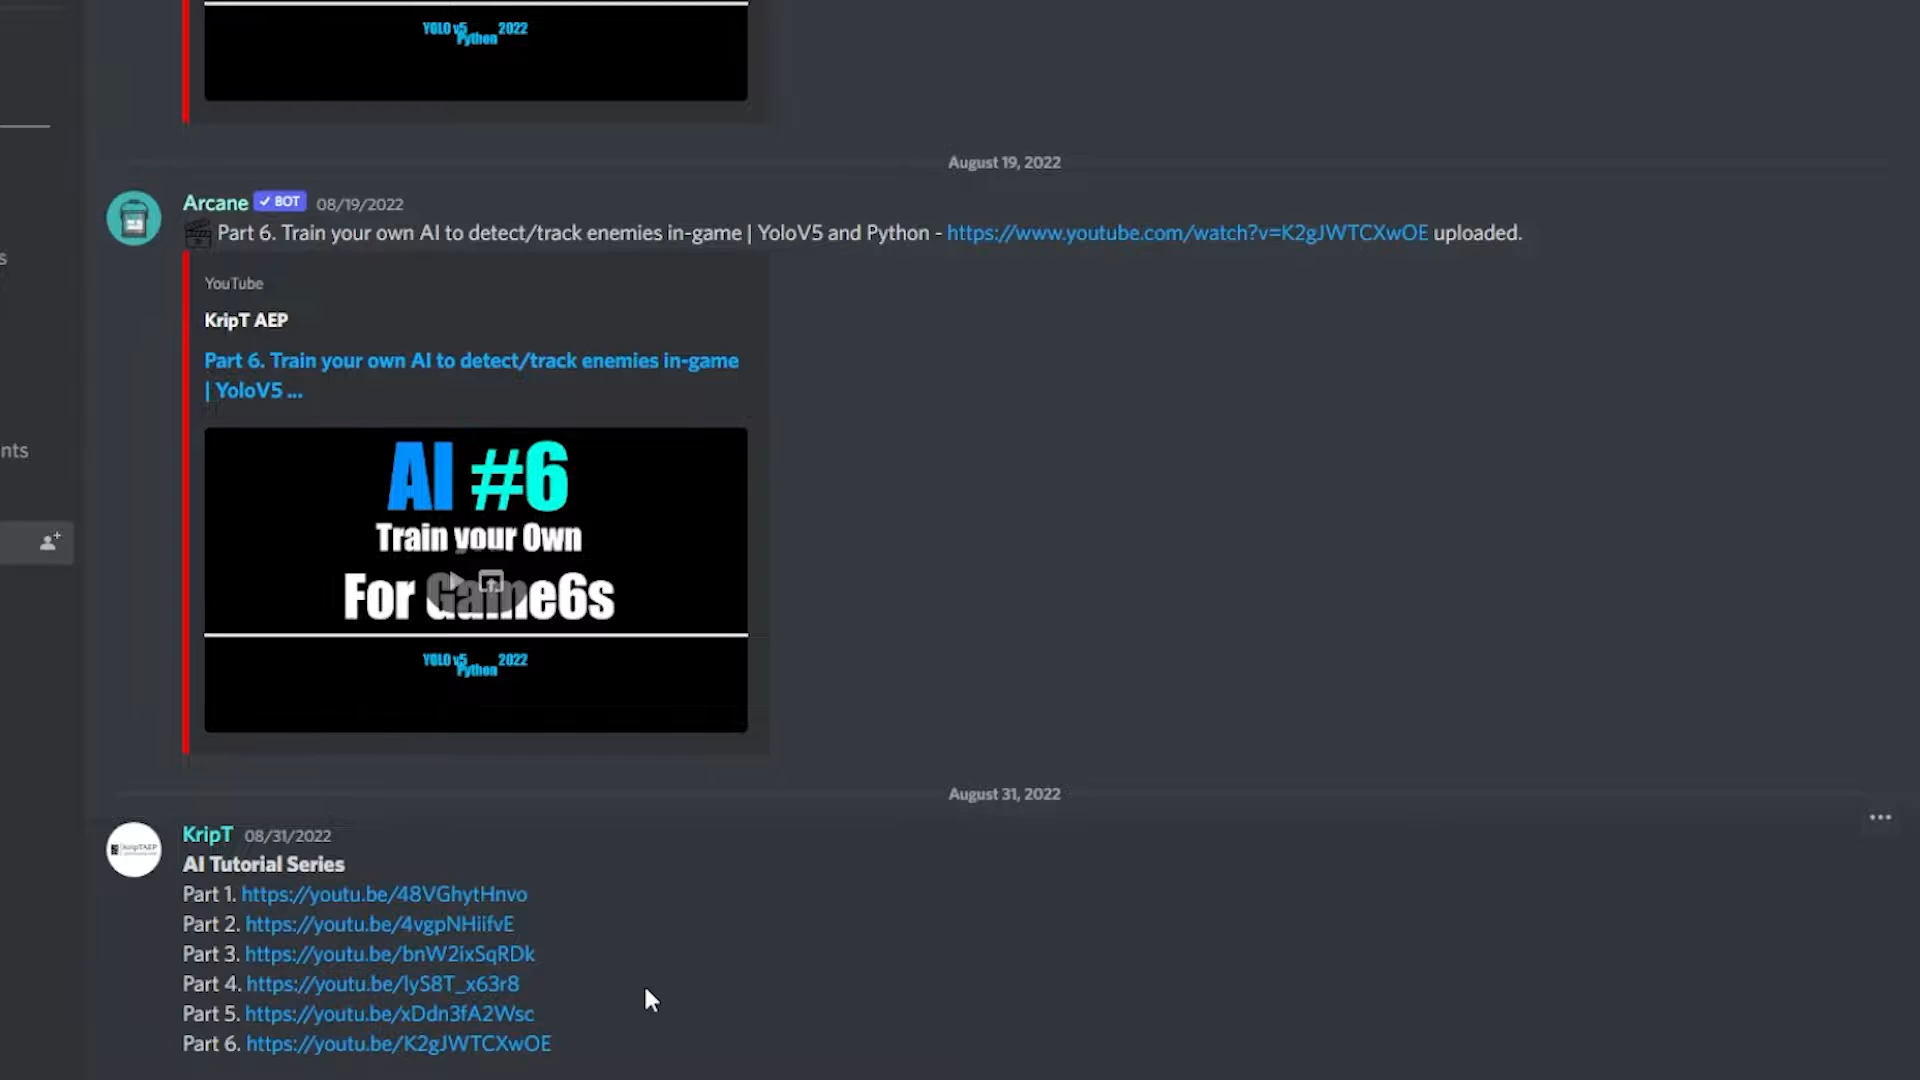 YOLO v5 Python 2022
August 19, 2022
Arcane BOT 08/19/2022
Part 6. Train your own AI to detect/track enemies in-game | YoloV5 and Python - https://www.youtube.com/watch?v=K2gJWTCXwOE uploaded.
s
YouTube
KripT AEP
Part 6. Train your own AI to detect/track enemies in-game
| YoloV5 ...
AI #6
nts
Train your Own
For Game6s
YOLO v5 Python 2022
August 31, 2022
KripT 08/31/2022
AI Tutorial Series
Part 1. https://youtu.be/48VGhytHnvo
Part 2. https://youtu.be/4vgpNHiifvE
Part 3. https://youtu.be/bnW2ixSqRDk
Part 4. https://youtu.be/lyS8T_x63r8
Part 5. https://youtu.be/xDdn3fA2Wsc
Part 6. https://youtu.be/K2gJWTCXwOE